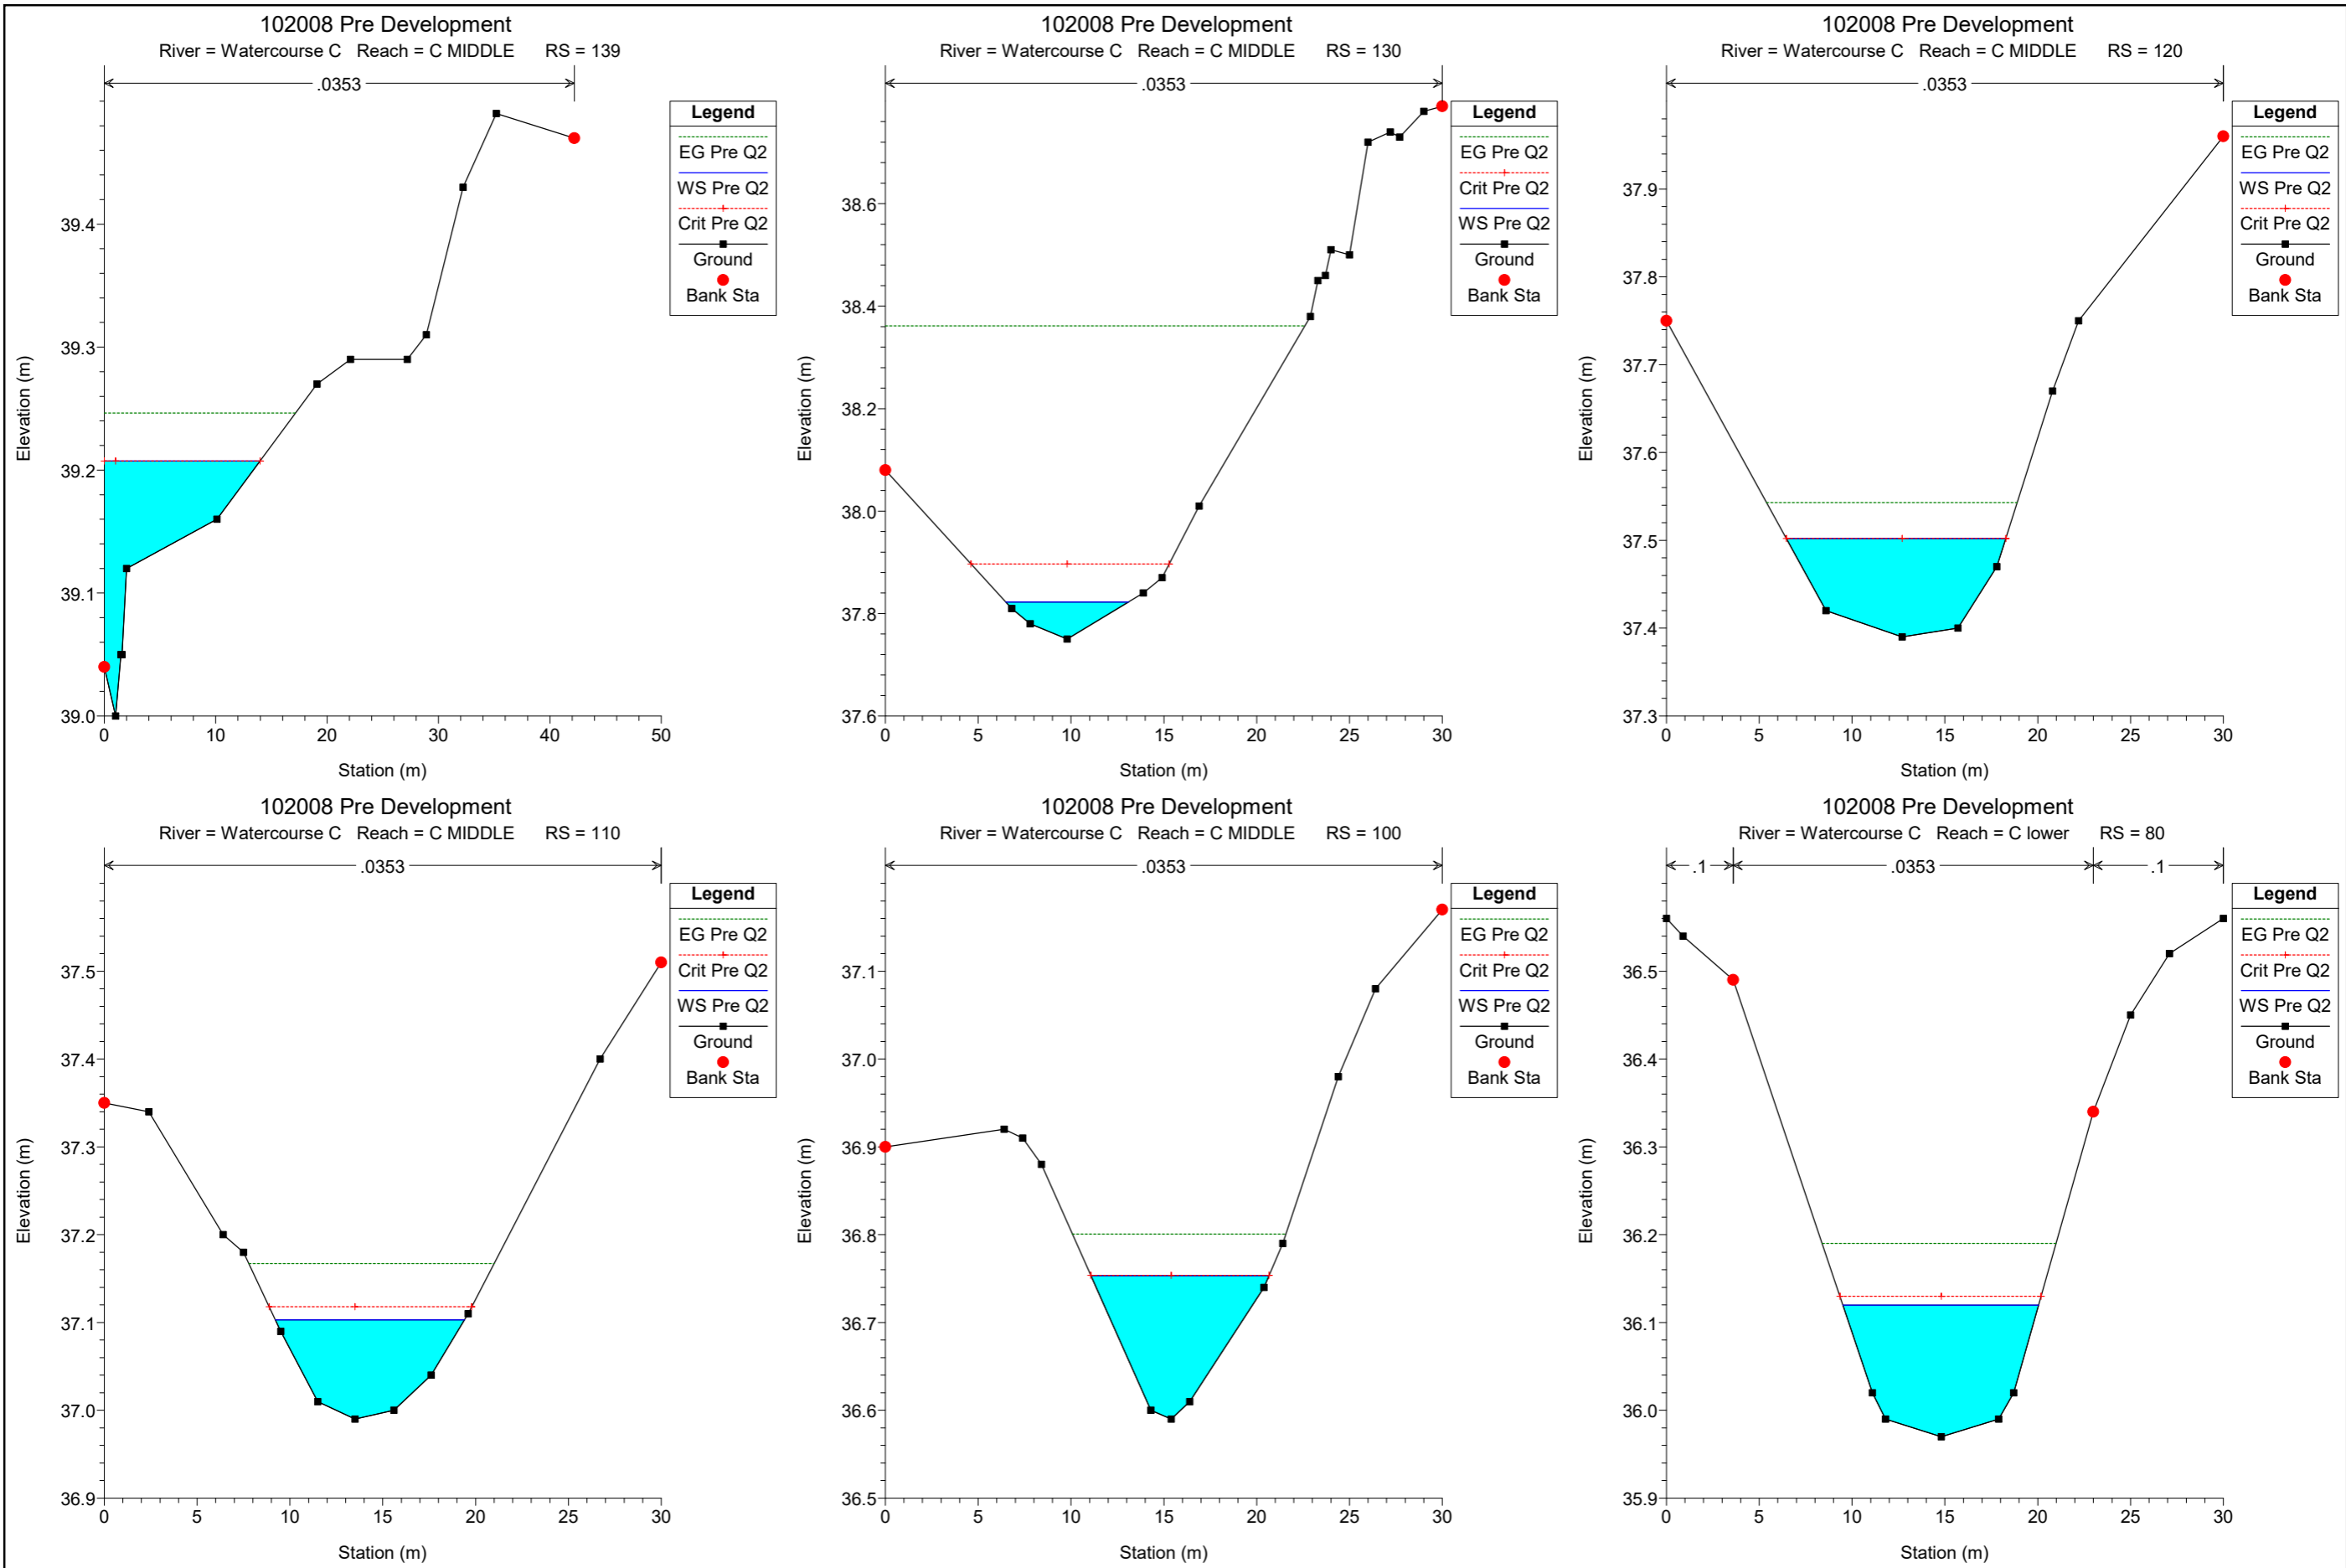 102008 Pre Development
River = Watercourse C Reach = C MIDDLE RS = 139
.0353
Legend
EG Pre Q2
WS Pre Q2
Crit Pre Q2
Ground
Bank Sta
Elevation (m)
39.4
39.3
39.2
39.1
39.0
0 10 20 30 40 50
Station (m)
102008 Pre Development
River = Watercourse C Reach = C MIDDLE RS = 130
.0353
Legend
EG Pre Q2
Crit Pre Q2
WS Pre Q2
Ground
Bank Sta
Elevation (m)
38.6
38.4
38.2
38.0
37.8
37.6
0 5 10 15 20 25 30
Station (m)
102008 Pre Development
River = Watercourse C Reach = C MIDDLE RS = 120
.0353
Legend
EG Pre Q2
WS Pre Q2
Crit Pre Q2
Ground
Bank Sta
Elevation (m)
37.9
37.8
37.7
37.6
37.5
37.4
37.3
0 5 10 15 20 25 30
Station (m)
102008 Pre Development
River = Watercourse C Reach = C MIDDLE RS = 110
.0353
Legend
EG Pre Q2
Crit Pre Q2
WS Pre Q2
Ground
Bank Sta
Elevation (m)
37.5
37.4
37.3
37.2
37.1
37.0
36.9
0 5 10 15 20 25 30
Station (m)
102008 Pre Development
River = Watercourse C Reach = C MIDDLE RS = 100
.0353
Legend
EG Pre Q2
Crit Pre Q2
WS Pre Q2
Ground
Bank Sta
Elevation (m)
37.1
37.0
36.9
36.8
36.7
36.6
36.5
0 5 10 15 20 25 30
Station (m)
102008 Pre Development
River = Watercourse C Reach = C lower RS = 80
.1 .0353 .1
Legend
EG Pre Q2
Crit Pre Q2
WS Pre Q2
Ground
Bank Sta
Elevation (m)
36.5
36.4
36.3
36.2
36.1
36.0
35.9
0 5 10 15 20 25 30
Station (m)